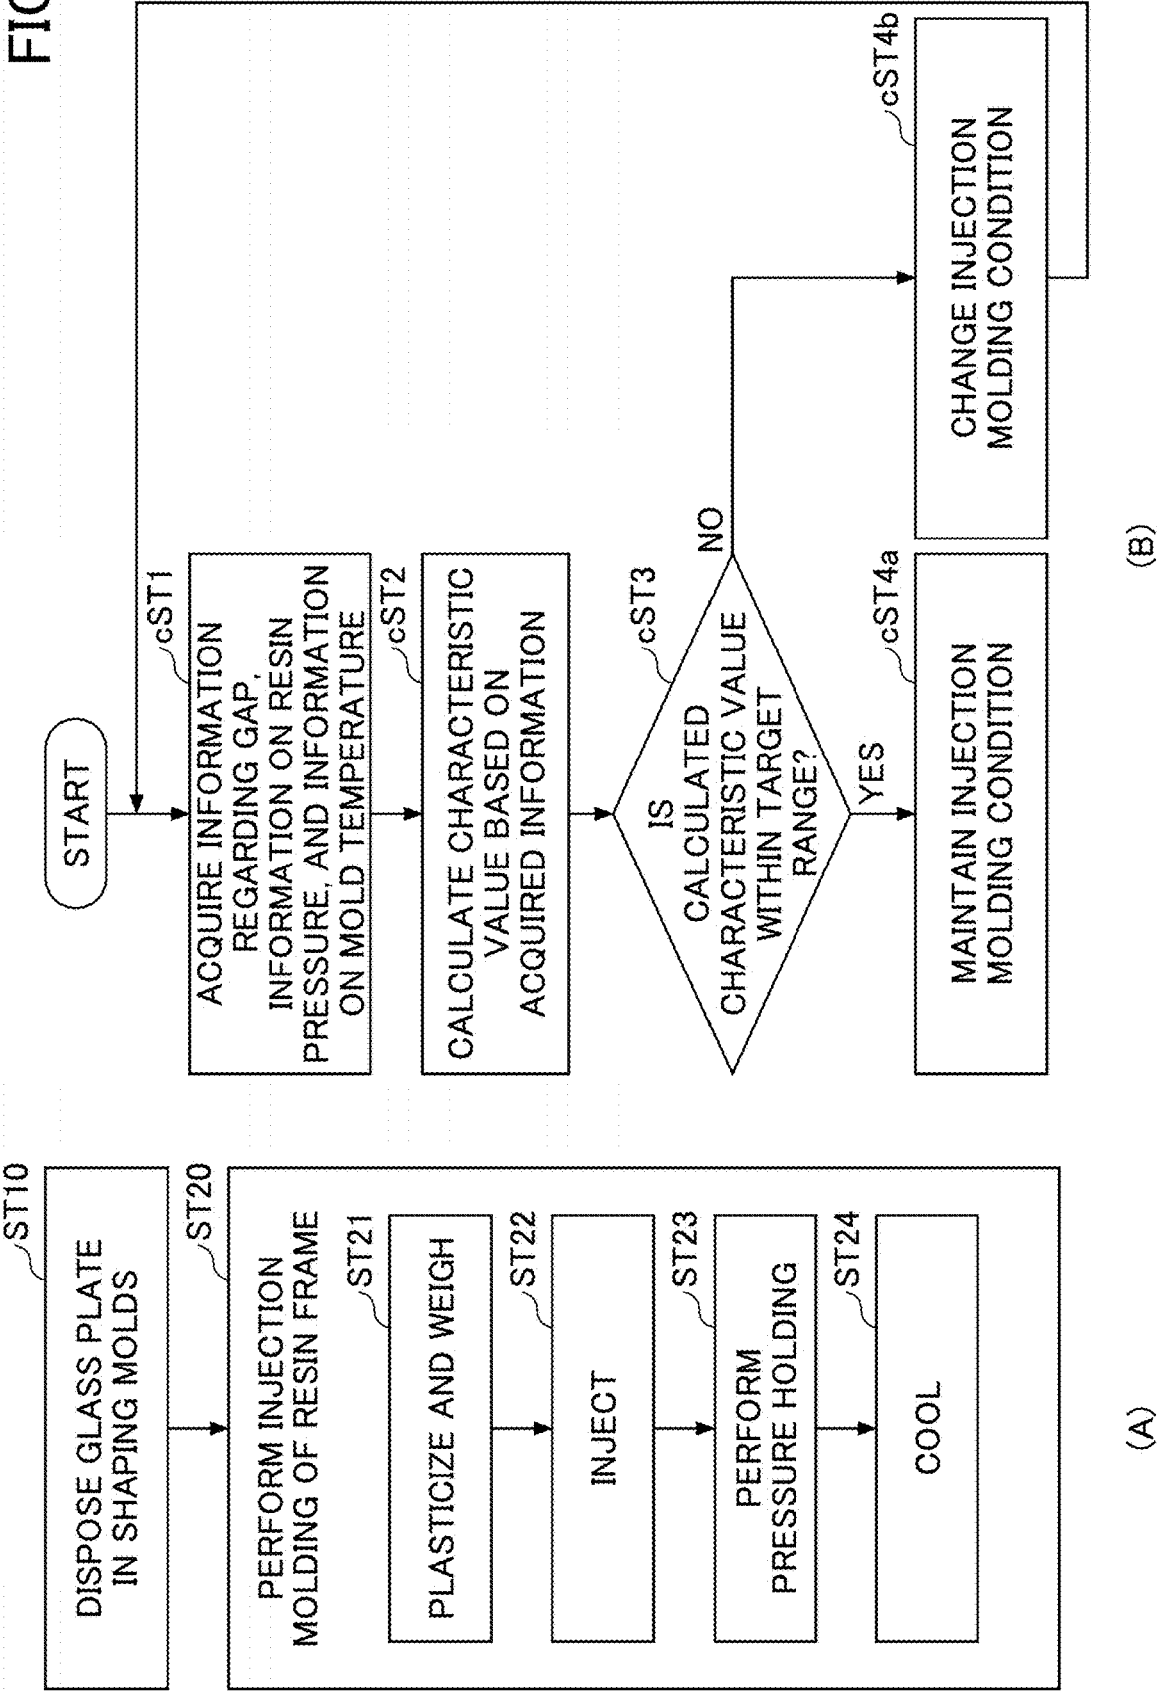 FIG
ST10
DISPOSE GLASS PLATE
IN SHAPING MOLDS
ST20
PERFORM INJECTION
MOLDING OF RESIN FRAME
ST21
PLASTICIZE AND WEIGH
ST22
INJECT
ST23
PERFORM
PRESSURE HOLDING
ST24
COOL
(A)
START
cST1
ACQUIRE INFORMATION
REGARDING GAP,
INFORMATION ON RESIN
PRESSURE, AND INFORMATION
ON MOLD TEMPERATURE
cST2
CALCULATE CHARACTERISTIC
VALUE BASED ON
ACQUIRED INFORMATION
cST3
IS
CALCULATED
CHARACTERISTIC VALUE
WITHIN TARGET
RANGE?
NO
YES
cST4a
MAINTAIN INJECTION
MOLDING CONDITION
cST4b
CHANGE INJECTION
MOLDING CONDITION
(B)